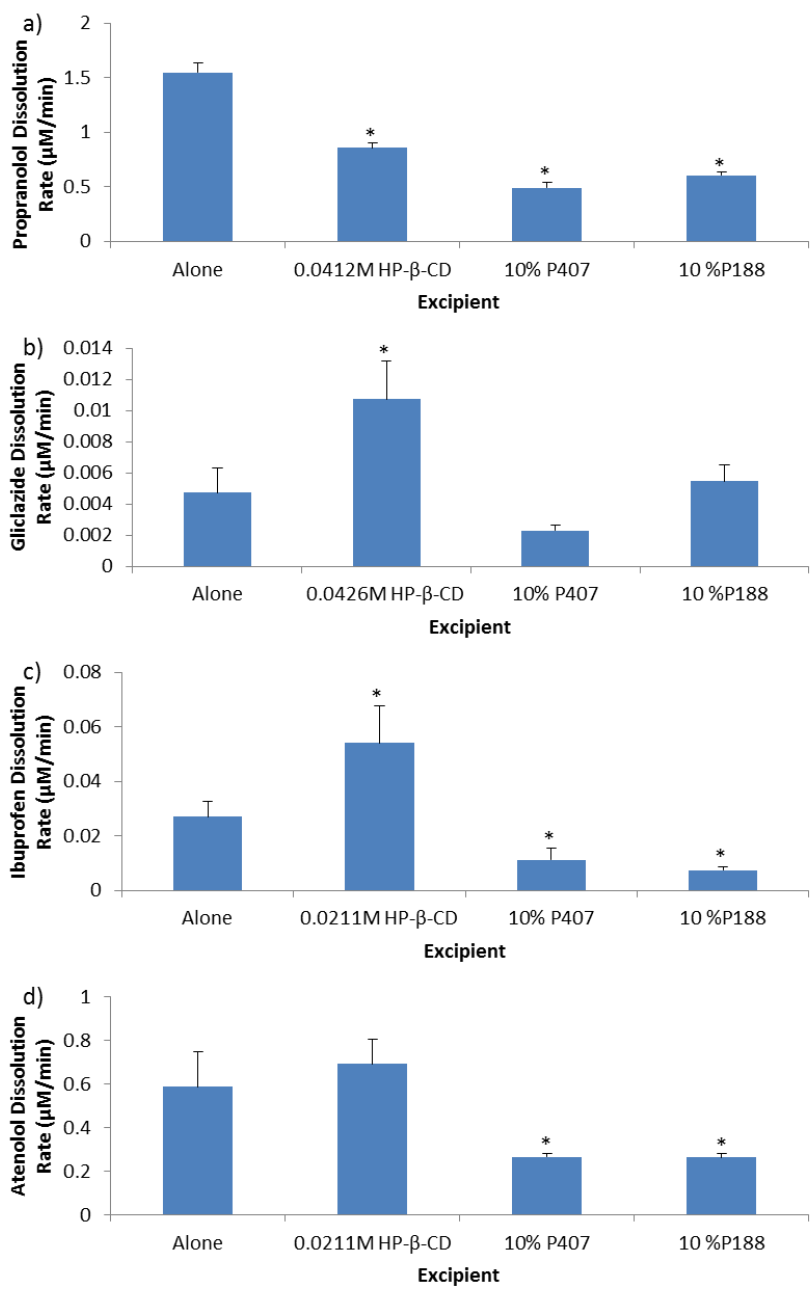 a)
Propranolol Dissolution
Rate (µM/min)
2
1.5
1
0.5
0
*
*
*
Alone
0.0412M HP-β-CD
10% P407
10 %P188
Excipient
b)
Gliclazide Dissolution
Rate (µM/min)
0.014
0.012
0.01
0.008
0.006
0.004
0.002
0
*
Alone
0.0426M HP-β-CD
10% P407
10 %P188
Excipient
c)
Ibuprofen Dissolution
Rate (µM/min)
0.08
0.06
0.04
0.02
0
*
*
*
Alone
0.0211M HP-β-CD
10% P407
10 %P188
Excipient
d)
Atenolol Dissolution
Rate (µM/min)
1
0.8
0.6
0.4
0.2
0
*
*
Alone
0.0211M HP-β-CD
10% P407
10 %P188
Excipient